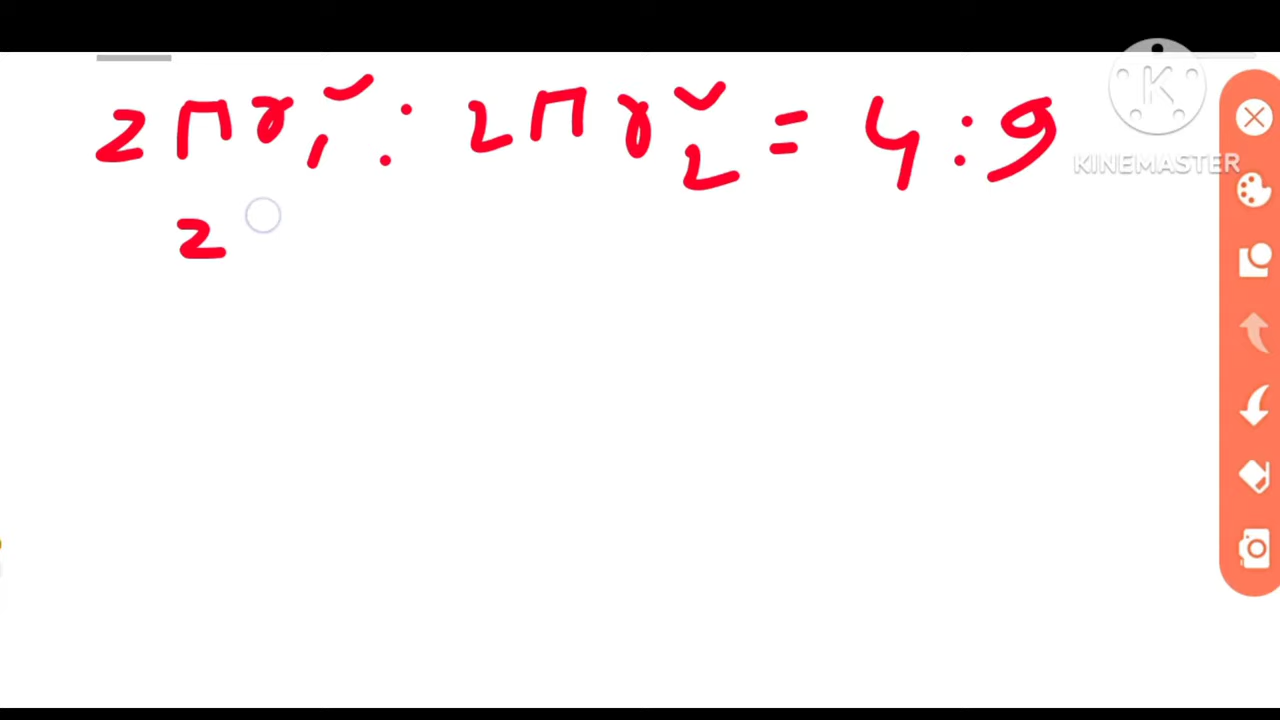 2πr₁² : 2πr₂² = 4 : 9
2
KINEMASTER